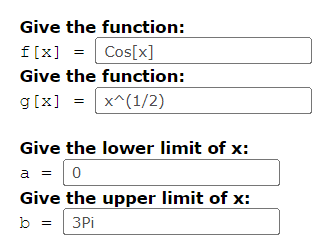 Give the function:
f[x] = Cos[x]
Give the function:
g[x] = x^(1/2)
Give the lower limit of x:
a = 0
Give the upper limit of x:
b = 3Pi